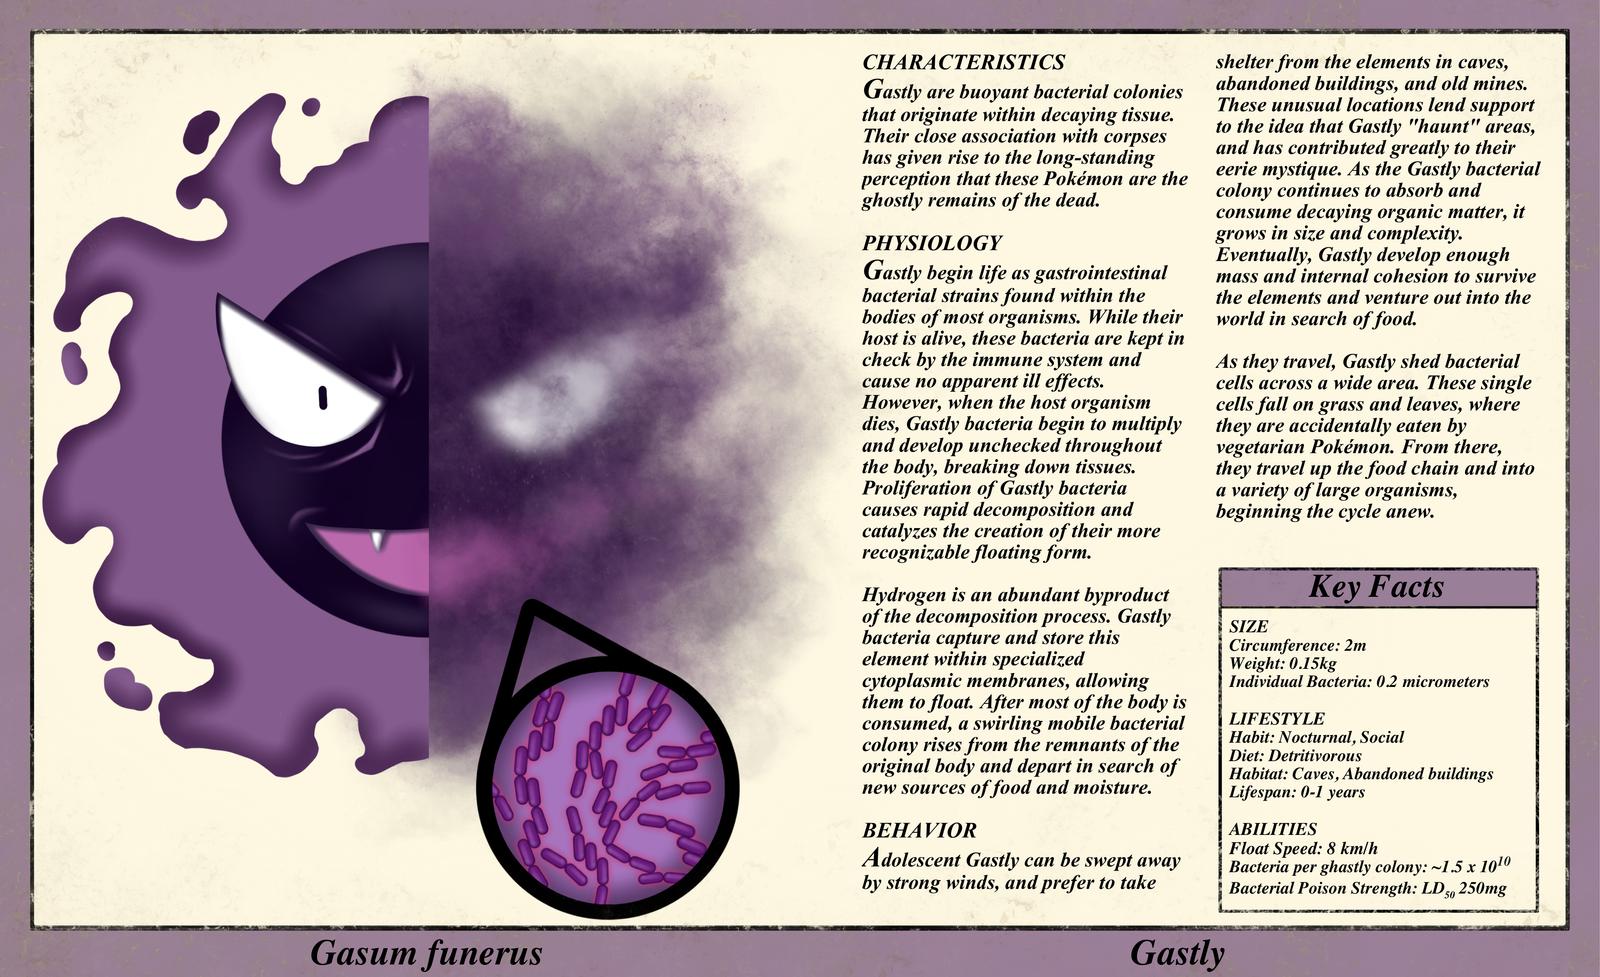 CHARACTERISTICS
Gastly are buoyant bacterial colonies
that originate within decaying tissue.
Their close association with corpses
has given rise to the long-standing
perception that these Pokémon are the
ghostly remains of the dead.
PHYSIOLOGY
Gastly begin life as gastrointestinal
bacterial strains found within the
bodies of most organisms. While their
host is alive, these bacteria are kept in
check by the immune system and
cause no apparent ill effects.
However, when the host organism
dies, Gastly bacteria begin to multiply
and develop unchecked throughout
the body, breaking down tissues.
Proliferation of Gastly bacteria
causes rapid decomposition and
catalyzes the creation of their more
recognizable floating form.
Hydrogen is an abundant byproduct
of the decomposition process. Gastly
bacteria capture and store this
element within specialized
cytoplasmic membranes, allowing
them to float. After most of the body is
consumed, a swirling mobile bacterial
colony rises from the remnants of the
original body and depart in search of
new sources of food and moisture.
BEHAVIOR
Adolescent Gastly can be swept away
by strong winds, and prefer to take
shelter from the elements in caves,
abandoned buildings, and old mines.
These unusual locations lend support
to the idea that Gastly "haunt" areas,
and has contributed greatly to their
eerie mystique. As the Gastly bacterial
colony continues to absorb and
consume decaying organic matter, it
grows in size and complexity.
Eventually, Gastly develop enough
mass and internal cohesion to survive
the elements and venture out into the
world in search of food.
As they travel, Gastly shed bacterial
cells across a wide area. These single
cells fall on grass and leaves, where
they are accidentally eaten by
vegetarian Pokémon. From there,
they travel up the food chain and into
a variety of large organisms,
beginning the cycle anew.
Key Facts
SIZE
Circumference: 2m
Weight: 0.15kg
Individual Bacteria: 0.2 micrometers
LIFESTYLE
Habit: Nocturnal, Social
Diet: Detritivorous
Habitat: Caves, Abandoned buildings
Lifespan: 0-1 years
ABILITIES
Float Speed: 8 km/h
Bacteria per ghastly colony: ~1.5 x 10¹⁰
Bacterial Poison Strength: LD₅₀ 250mg
Gasum funerus
Gastly